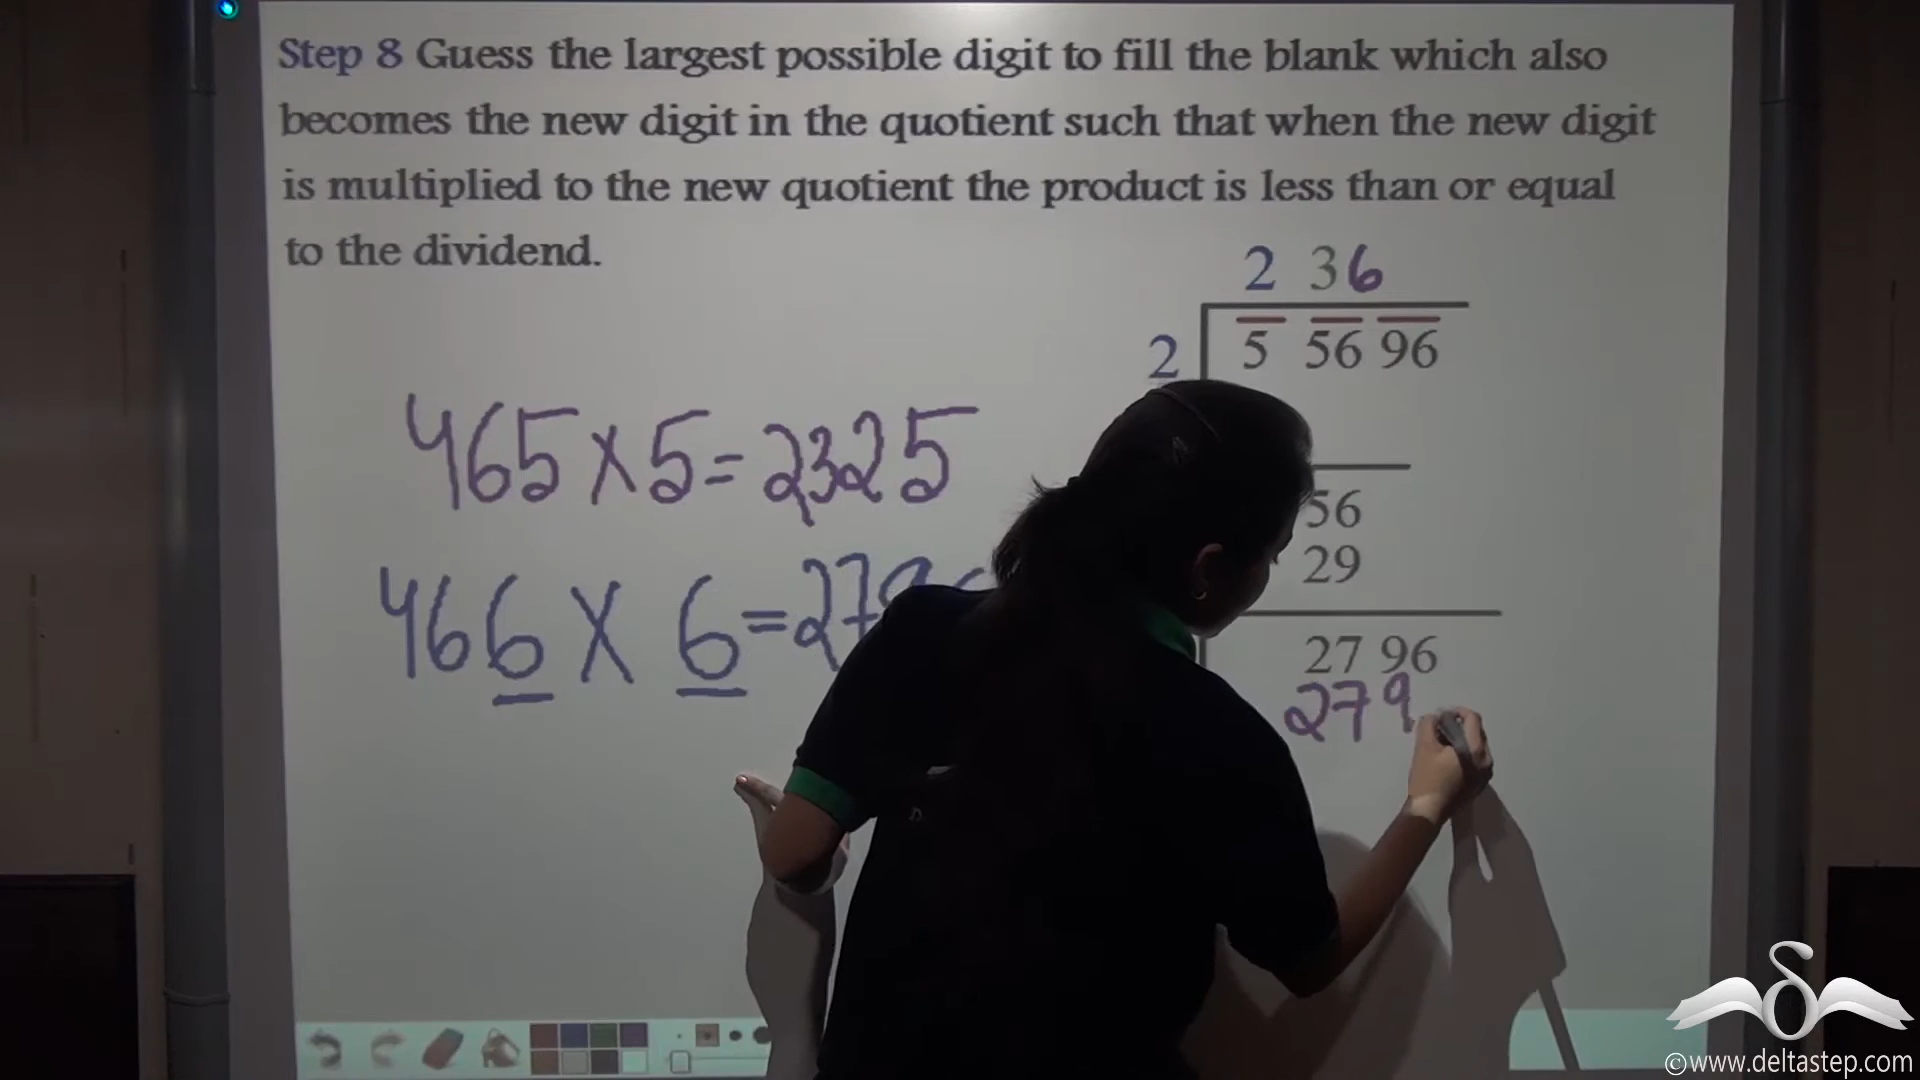 Step 8 Guess the largest possible digit to fill the blank which also
becomes the new digit in the quotient such that when the new digit
is multiplied to the new quotient the product is less than or equal
to the dividend.
2 3 6
2 5 56 96
465 x 5 = 2325
56
29
466 x 6 = 279
27 96
279
©www.deltastep.com